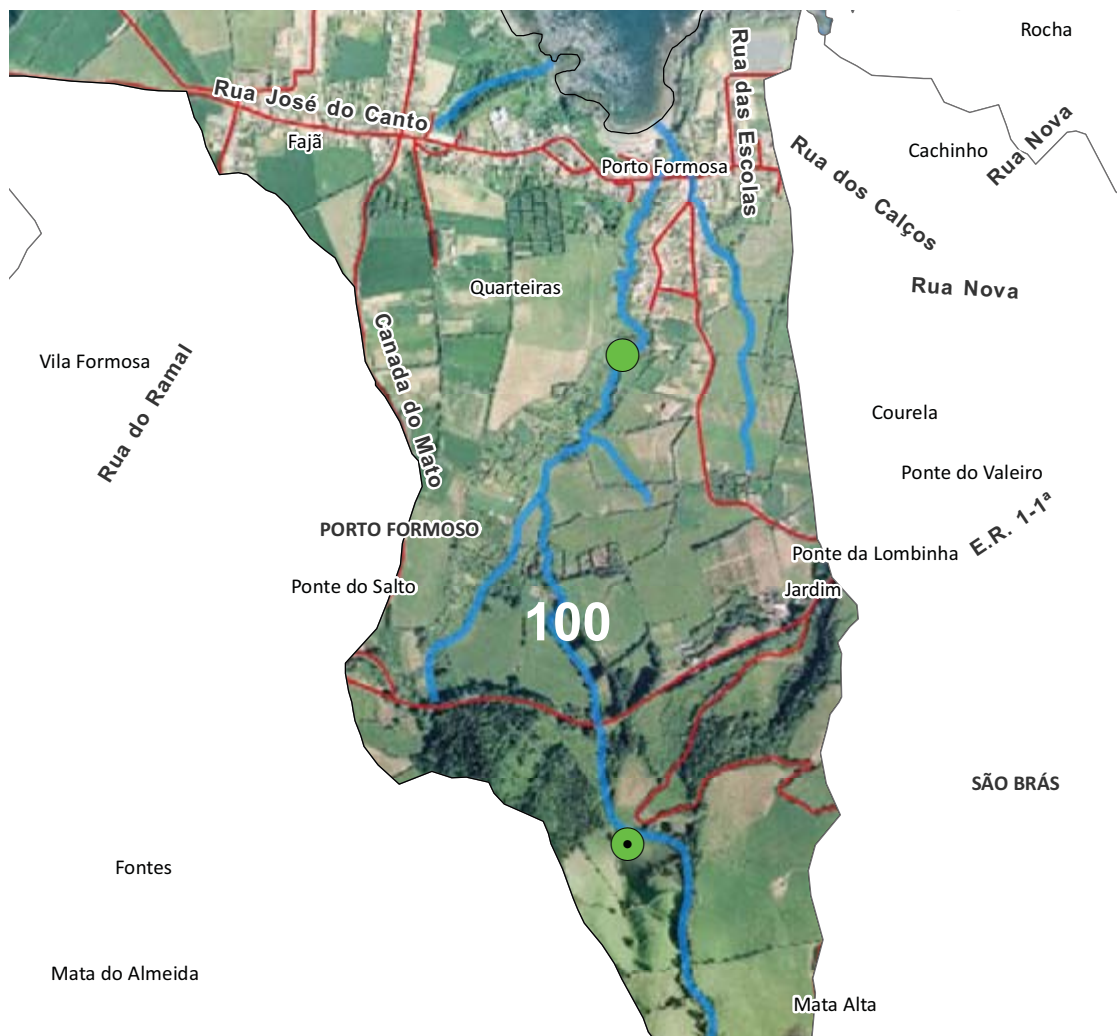 Rocha
Rua José do Canto
Fajã
Rua das Escolas
Porto Formosa
Rua dos Calços
Cachinho
Rua Nova
Quarteiras
Rua Nova
Vila Formosa
Rua do Ramal
Canada do Mato
Courela
Ponte do Valeiro
PORTO FORMOSO
E.R. 1-1ª
Ponte da Lombinha
Ponte do Salto
Jardim
100
SÃO BRÁS
Fontes
Mata do Almeida
Mata Alta